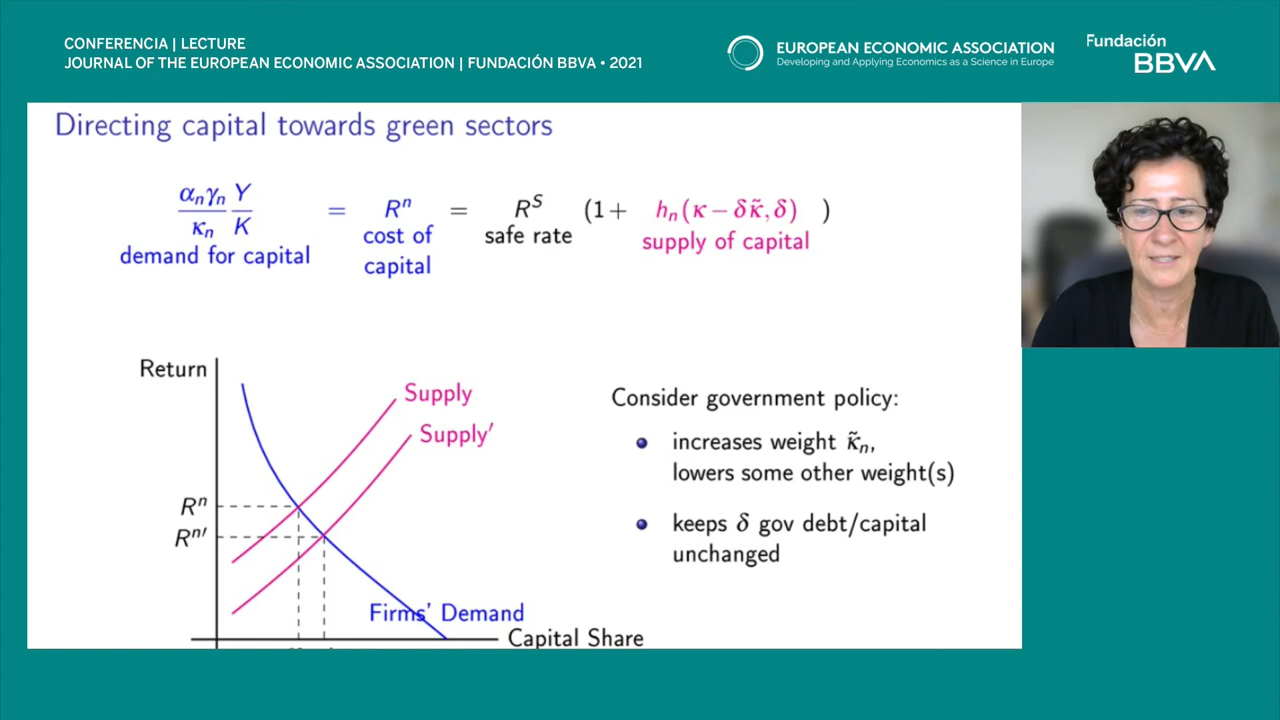 CONFERENCIA | LECTURE
JOURNAL OF THE EUROPEAN ECONOMIC ASSOCIATION | FUNDACIÓN BBVA • 2021
EUROPEAN ECONOMIC ASSOCIATION
Developing and Applying Economics as a Science in Europe
Fundación
BBVA
Directing capital towards green sectors
αₙγₙ Y
κₙ K
= Rⁿ = R^S (1+ hₙ(κ − δκ̃, δ) )
demand for capital
cost of
capital
safe rate
supply of capital
Return
Supply
Supply′
Rⁿ
Rⁿ′
Firms' Demand
Capital Share
Consider government policy:
• increases weight κ̃ₙ,
lowers some other weight(s)
• keeps δ gov debt/capital
unchanged